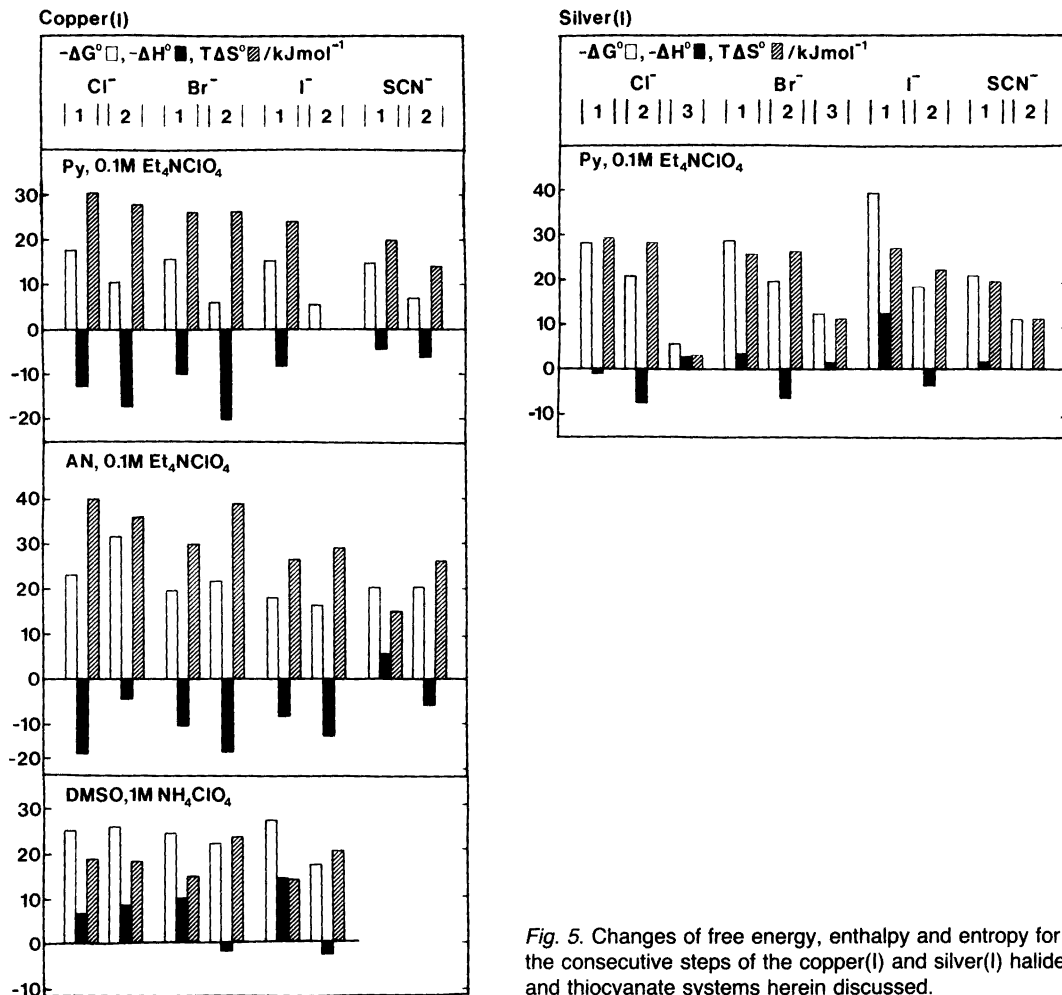 Copper(I)
-ΔG° □, -ΔH° ■, TΔS° ▨ /kJmol⁻¹
Cl⁻ Br⁻ I⁻ SCN⁻
| 1 || 2 | | 1 || 2 | | 1 || 2 | | 1 || 2 |
Py, 0.1M Et₄NClO₄
30
20
10
0
-10
-20
AN, 0.1M Et₄NClO₄
40
30
20
10
0
-10
-20
DMSO, 1M NH₄ClO₄
30
20
10
0
-10
Silver(I)
-ΔG° □, -ΔH° ■, TΔS° ▨ /kJmol⁻¹
Cl⁻ Br⁻ I⁻ SCN⁻
| 1 || 2 || 3 | | 1 || 2 || 3 | | 1 || 2 | | 1 || 2 |
Py, 0.1M Et₄NClO₄
40
30
20
10
0
-10
Fig. 5. Changes of free energy, enthalpy and entropy for
the consecutive steps of the copper(I) and silver(I) halide
and thiocyanate systems herein discussed.